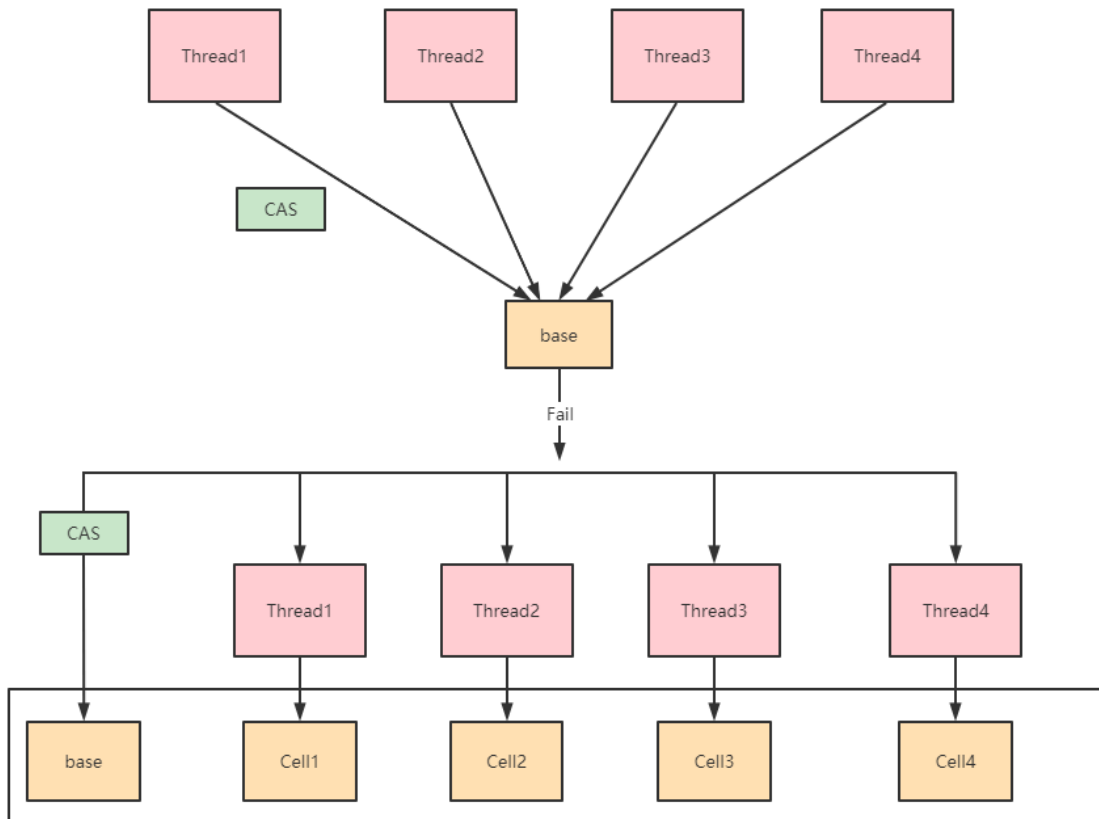 Thread1
Thread2
Thread3
Thread4
CAS
base
Fail
CAS
Thread1
Thread2
Thread3
Thread4
base
Cell1
Cell2
Cell3
Cell4